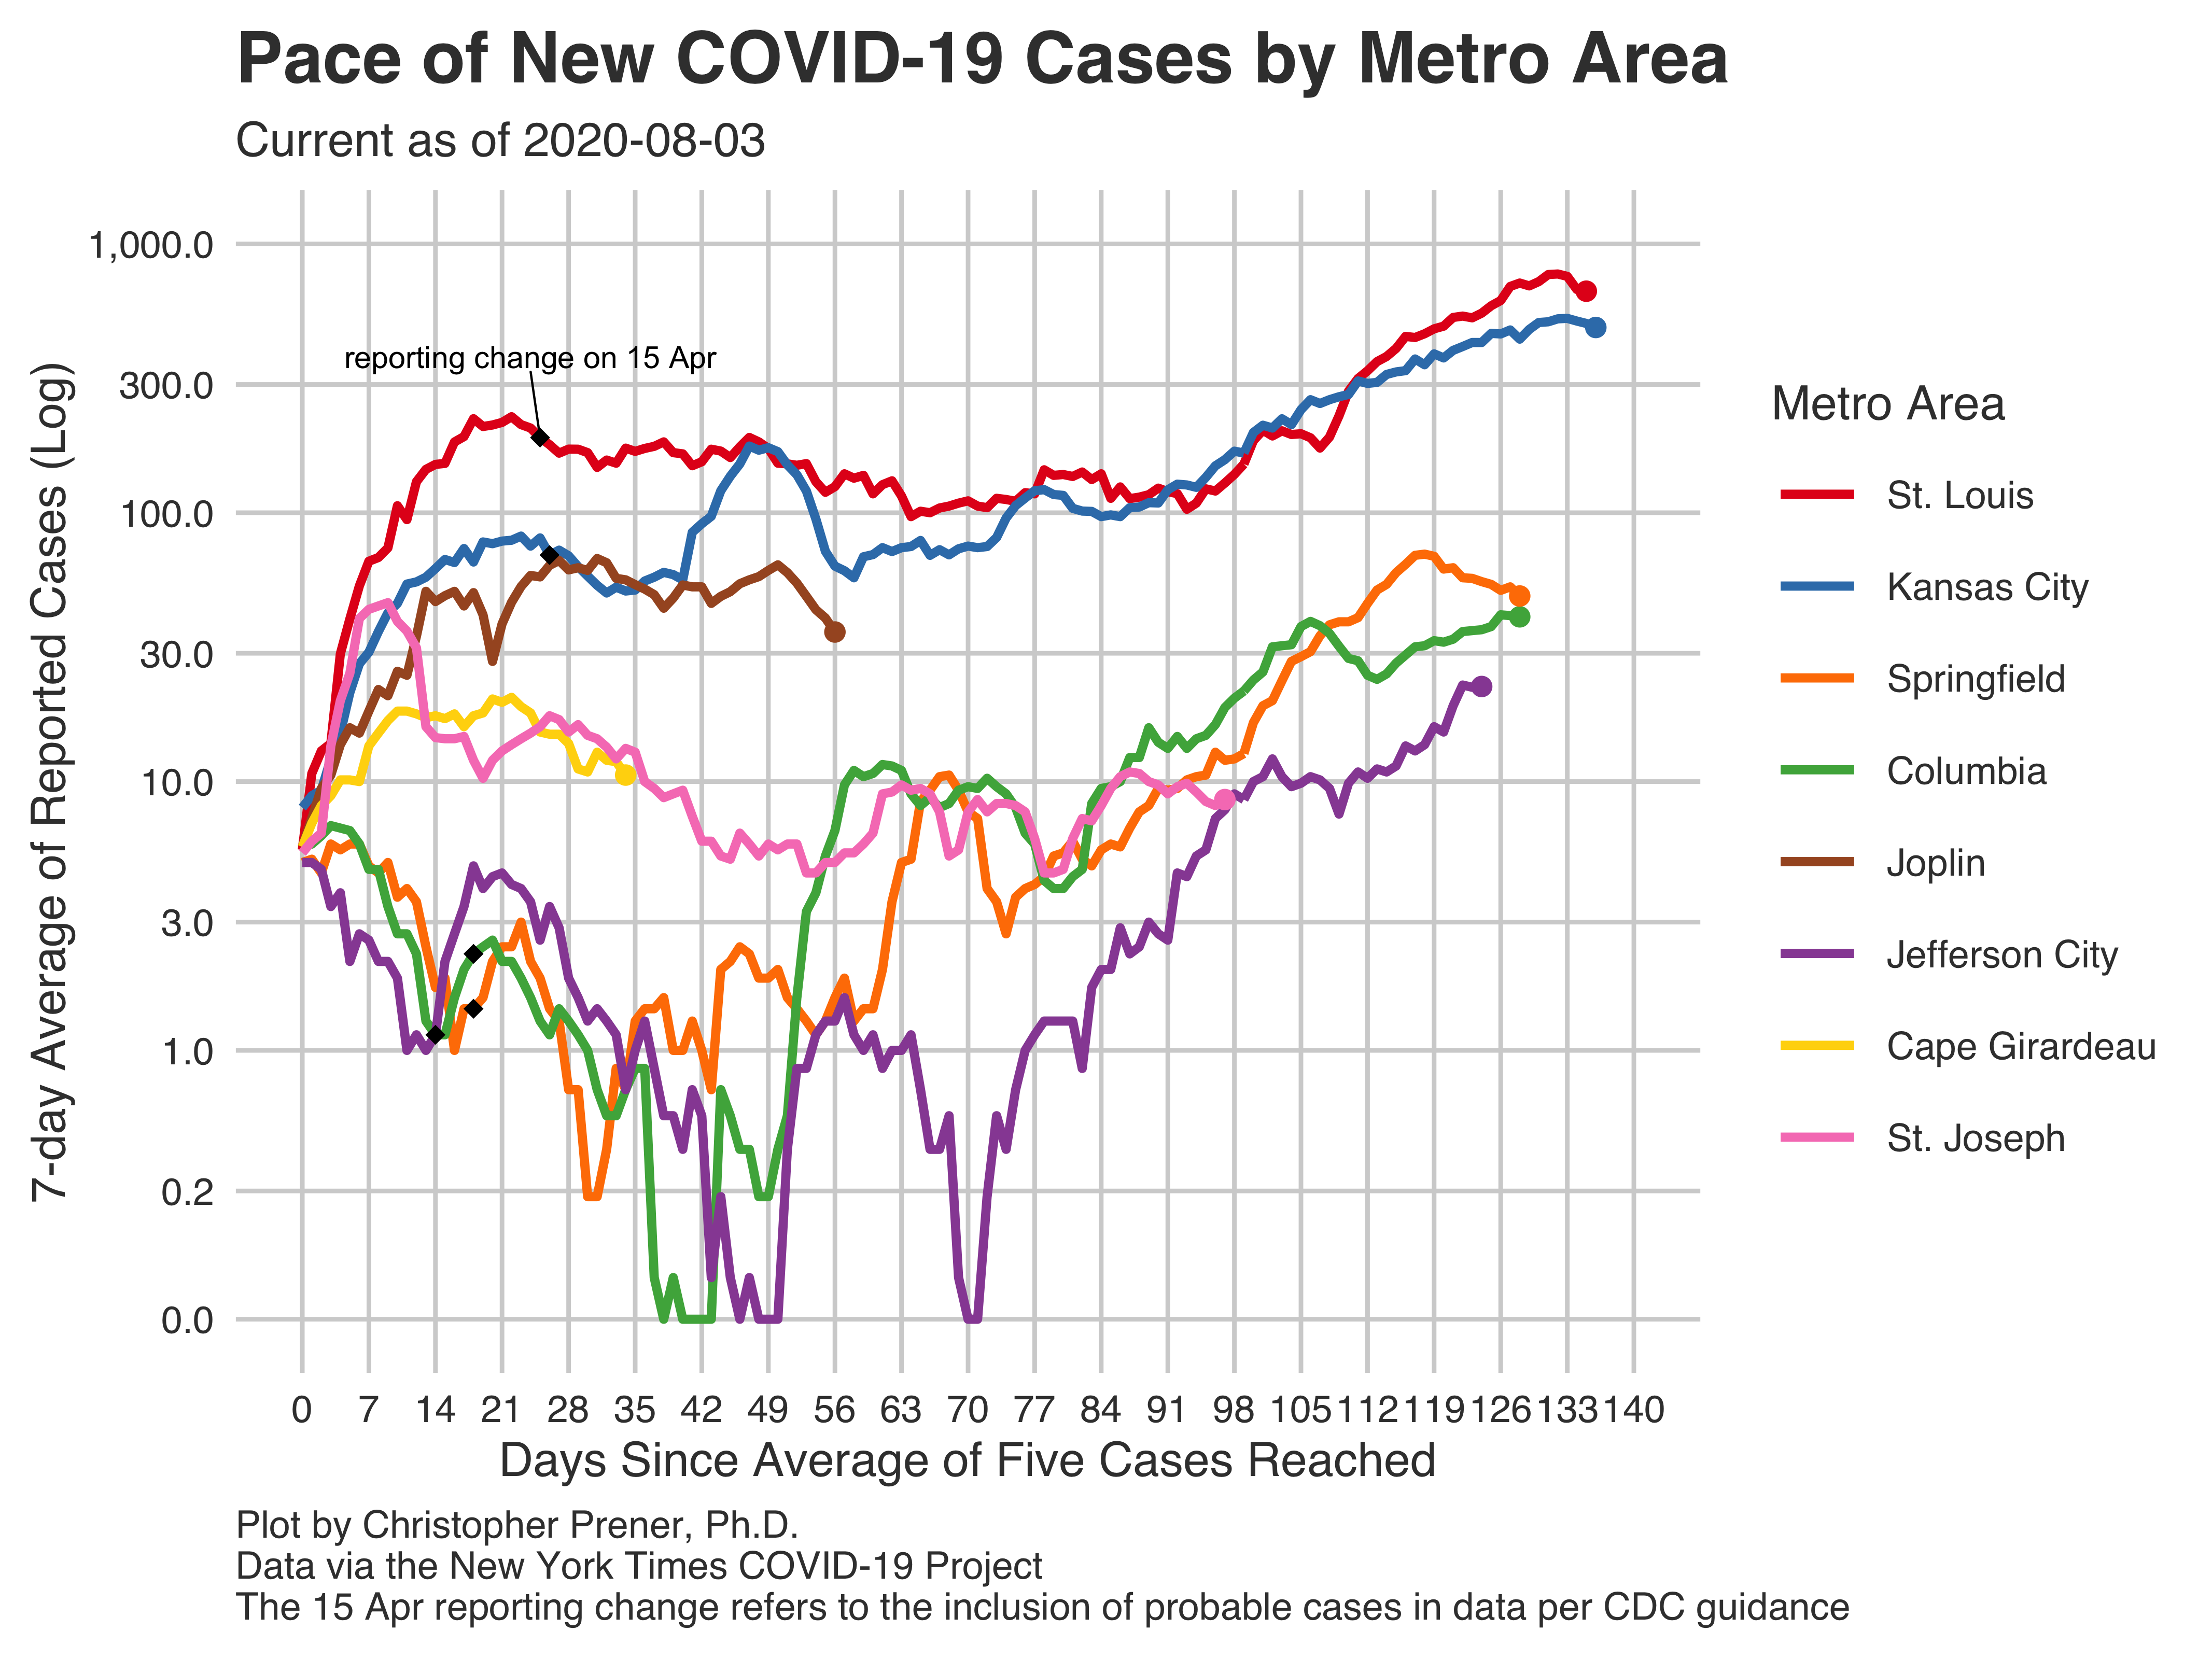 Pace of New COVID-19 Cases by Metro Area
Current as of 2020-08-03
7-day Average of Reported Cases (Log)
1,000.0
300.0
100.0
30.0
10.0
3.0
1.0
0.2
0.0
reporting change on 15 Apr
0 7 14 21 28 35 42 49 56 63 70 77 84 91 98 105 112 119 126 133 140
Days Since Average of Five Cases Reached
Metro Area
St. Louis
Kansas City
Springfield
Columbia
Joplin
Jefferson City
Cape Girardeau
St. Joseph
Plot by Christopher Prener, Ph.D.
Data via the New York Times COVID-19 Project
The 15 Apr reporting change refers to the inclusion of probable cases in data per CDC guidance